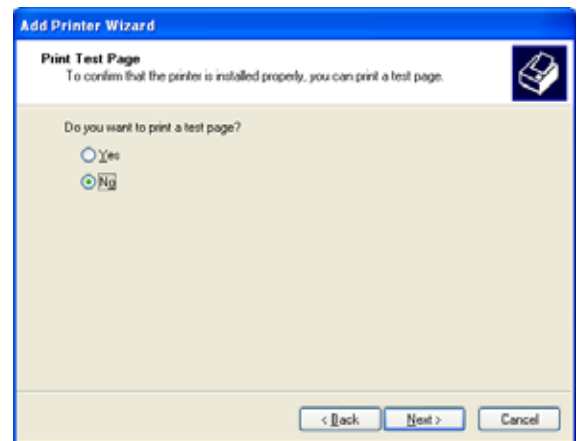 Add Printer Wizard
Print Test Page
To confirm that the printer is installed properly, you can print a test page.
Do you want to print a test page?
Yes
No
< Back
Next >
Cancel